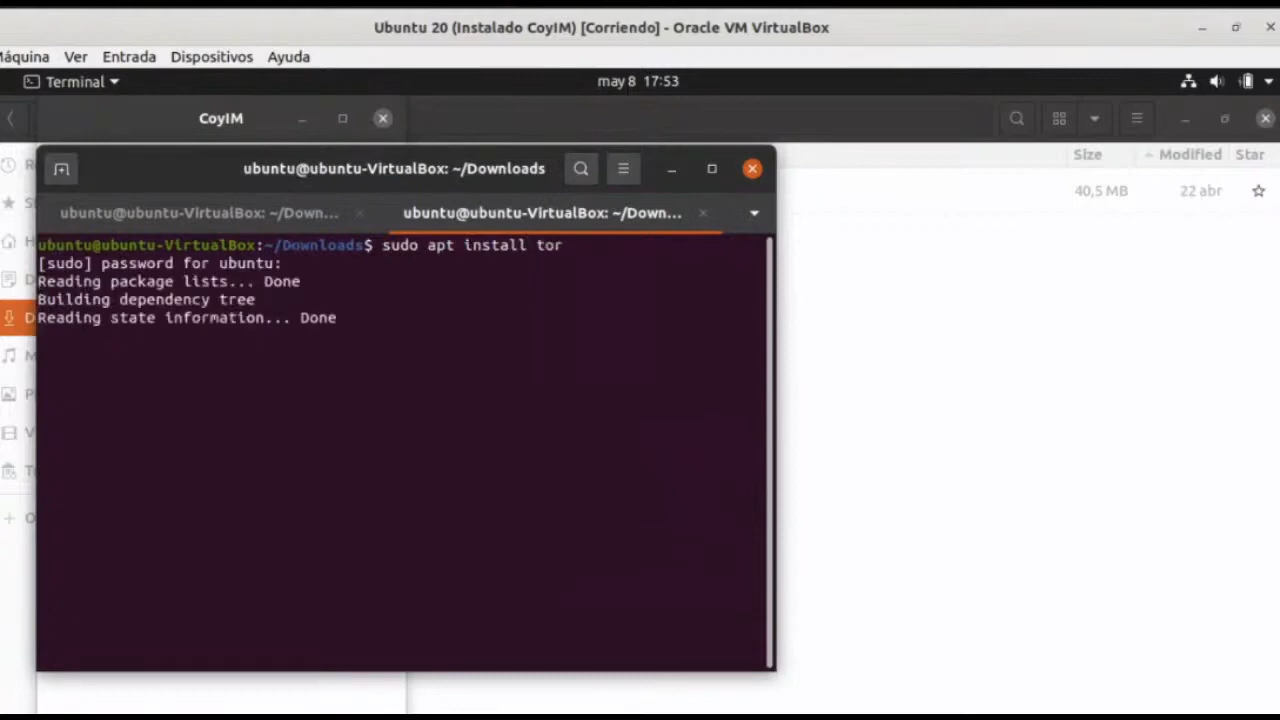 Ubuntu 20 (Instalado CoyIM) [Corriendo] - Oracle VM VirtualBox
Máquina Ver Entrada Dispositivos Ayuda
Terminal may 8 17:53
CoyIM
Size Modified Star
40,5 MB 22 abr
ubuntu@ubuntu-VirtualBox: ~/Downloads
ubuntu@ubuntu-VirtualBox: ~/Down... ubuntu@ubuntu-VirtualBox: ~/Down...
ubuntu@ubuntu-VirtualBox:~/Downloads$ sudo apt install tor
[sudo] password for ubuntu:
Reading package lists... Done
Building dependency tree
Reading state information... Done